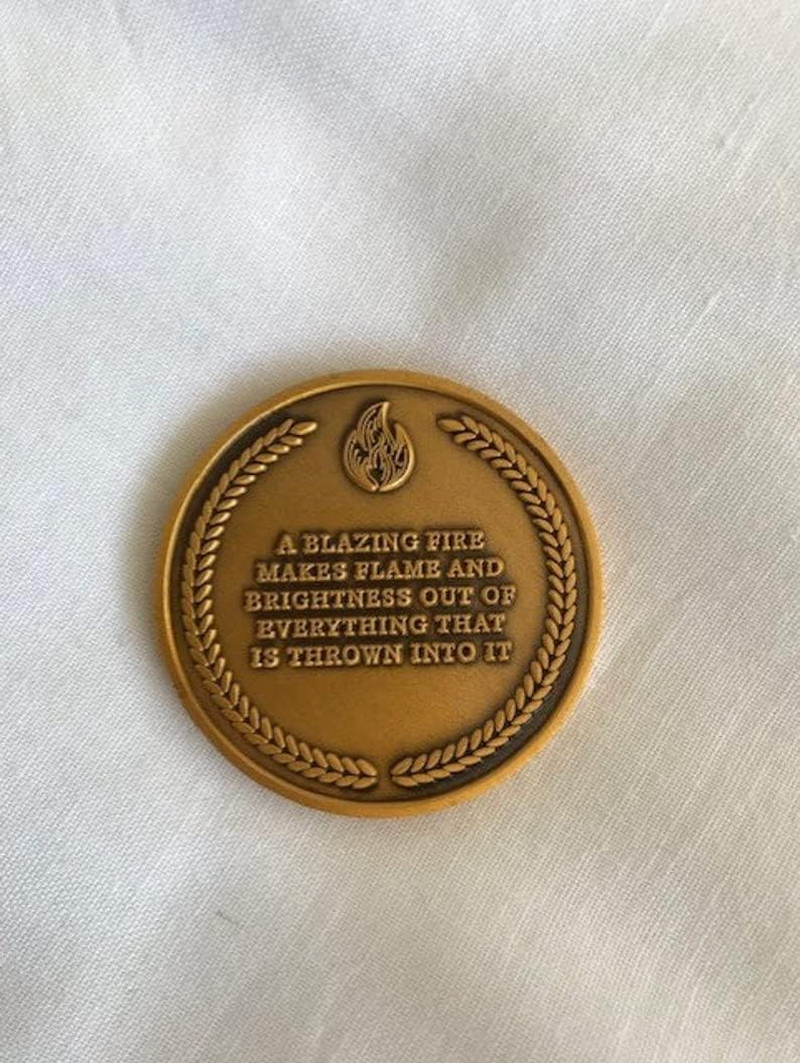 A BLAZING FIRE
MAKES FLAME AND
BRIGHTNESS OUT OF
EVERYTHING THAT
IS THROWN INTO IT